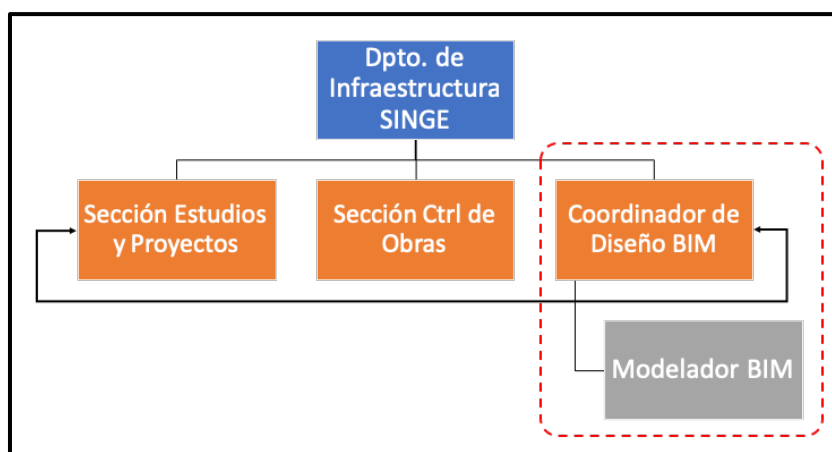 Dpto. de
Infraestructura
SINGE
Sección Estudios
y Proyectos
Sección Ctrl de
Obras
Coordinador de
Diseño BIM
Modelador BIM